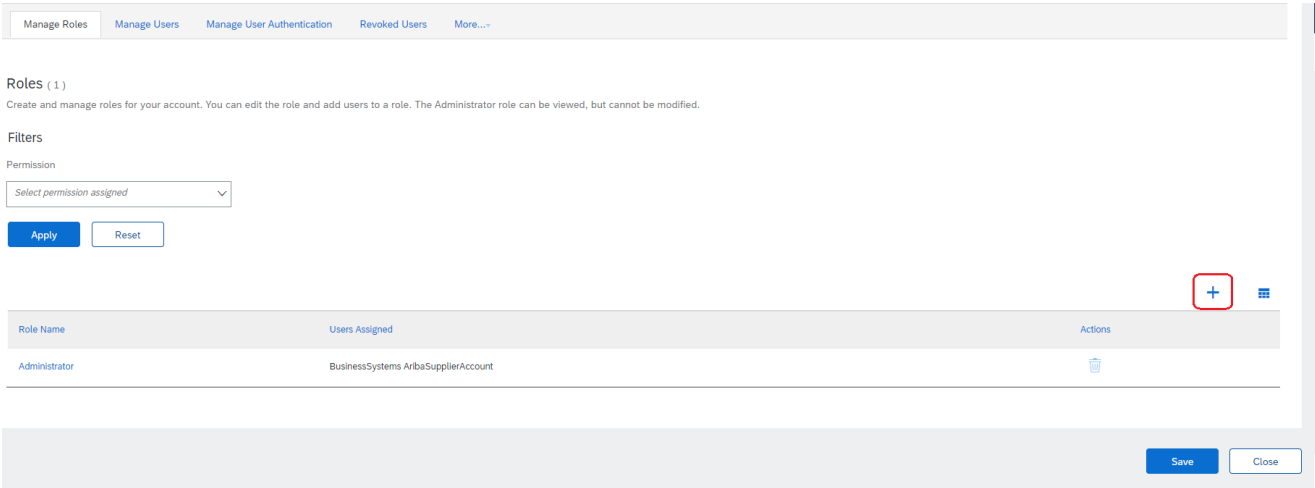 Manage Roles Manage Users Manage User Authentication Revoked Users More...
Roles (1)
Create and manage roles for your account. You can edit the role and add users to a role. The Administrator role can be viewed, but cannot be modified.
Filters
Permission
Select permission assigned
Apply Reset
Role Name Users Assigned Actions
Administrator BusinessSystems AribaSupplierAccount
Save Close